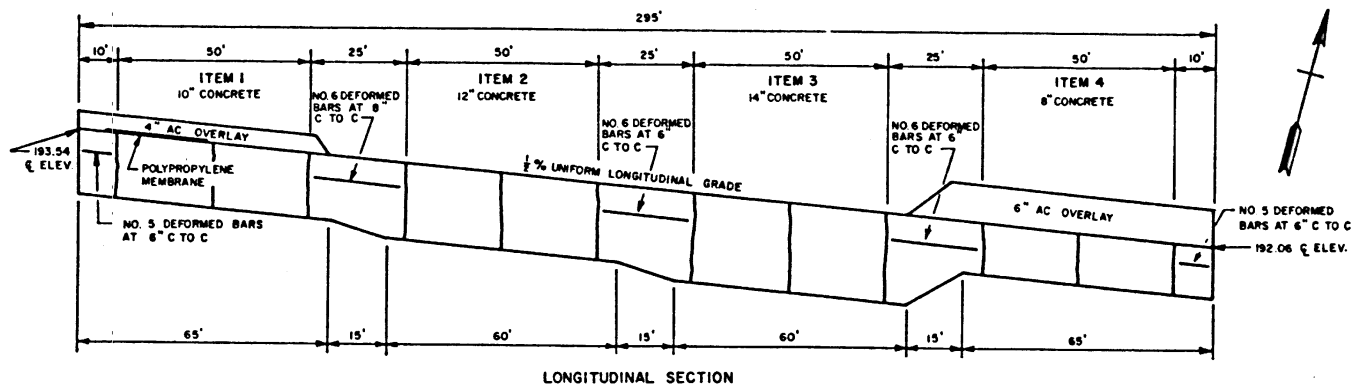 295'
10' 50' 25' 50' 25' 50' 25' 50' 10'
ITEM 1
10" CONCRETE
ITEM 2
12" CONCRETE
ITEM 3
14" CONCRETE
ITEM 4
8" CONCRETE
NO. 6 DEFORMED
BARS AT 8"
C TO C
NO. 6 DEFORMED
BARS AT 6"
C TO C
NO. 6 DEFORMED
BARS AT 6"
C TO C
4" AC OVERLAY
193.54
℄ ELEV.
POLYPROPYLENE
MEMBRANE
½ % UNIFORM LONGITUDINAL GRADE
6" AC OVERLAY
NO. 5 DEFORMED
BARS AT 6" C TO C
192.06 ℄ ELEV.
NO. 5 DEFORMED BARS
AT 6" C TO C
65' 15' 60' 15' 60' 15' 65'
LONGITUDINAL SECTION